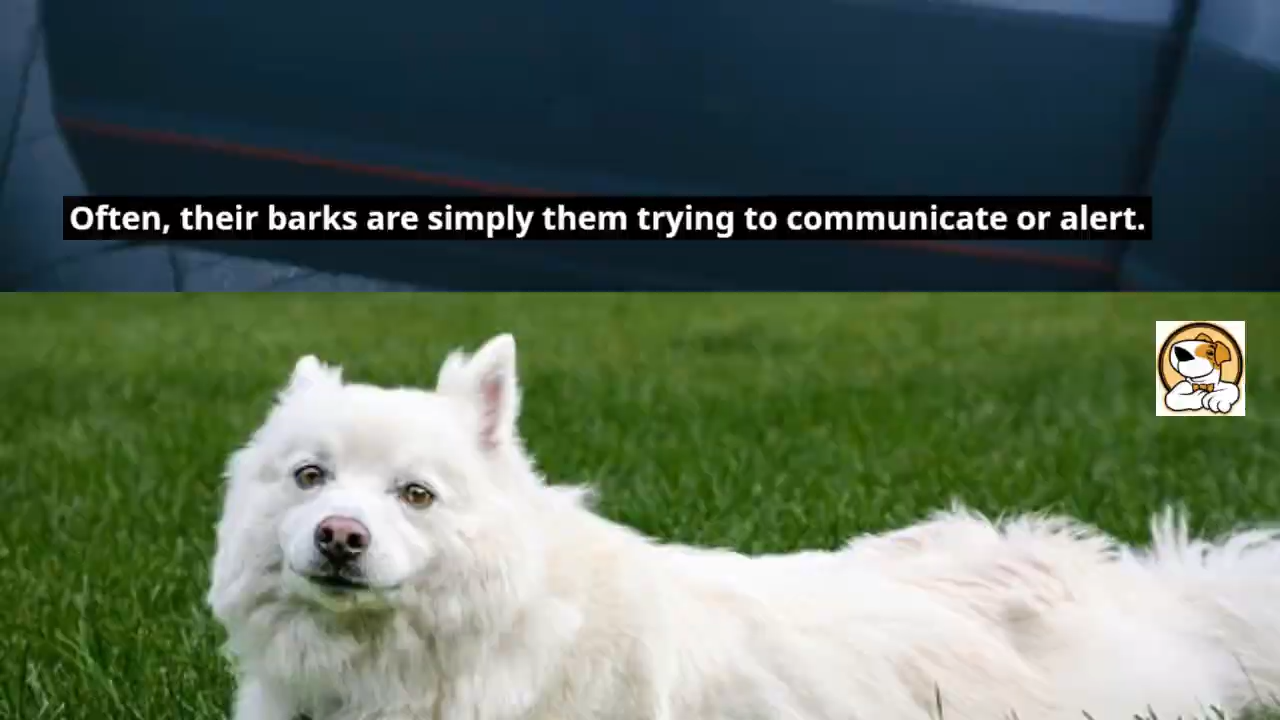 Often, their barks are simply them trying to communicate or alert.